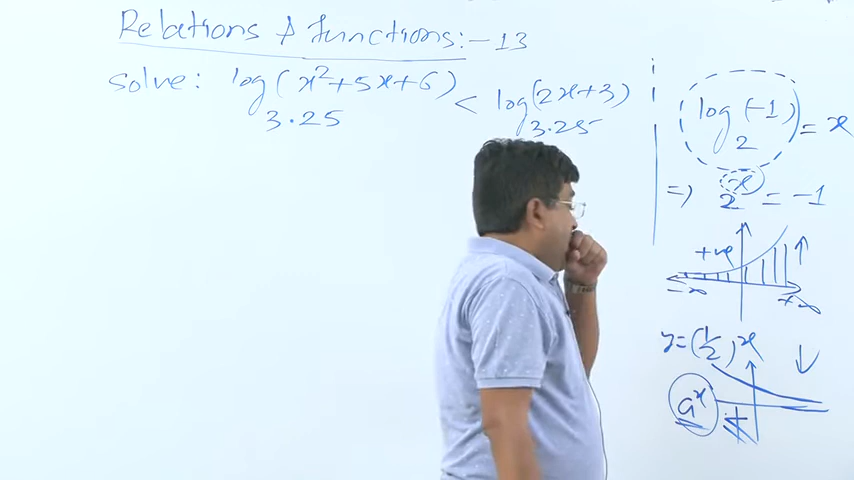 Relations & functions:-13
Solve: log(x²+5x+6) < log(2x+3)
3.25 3.25
log(-1) = x
2
=) 2^x = -1
+ve
-∞ +∞
y=(1/2)^x
a^x